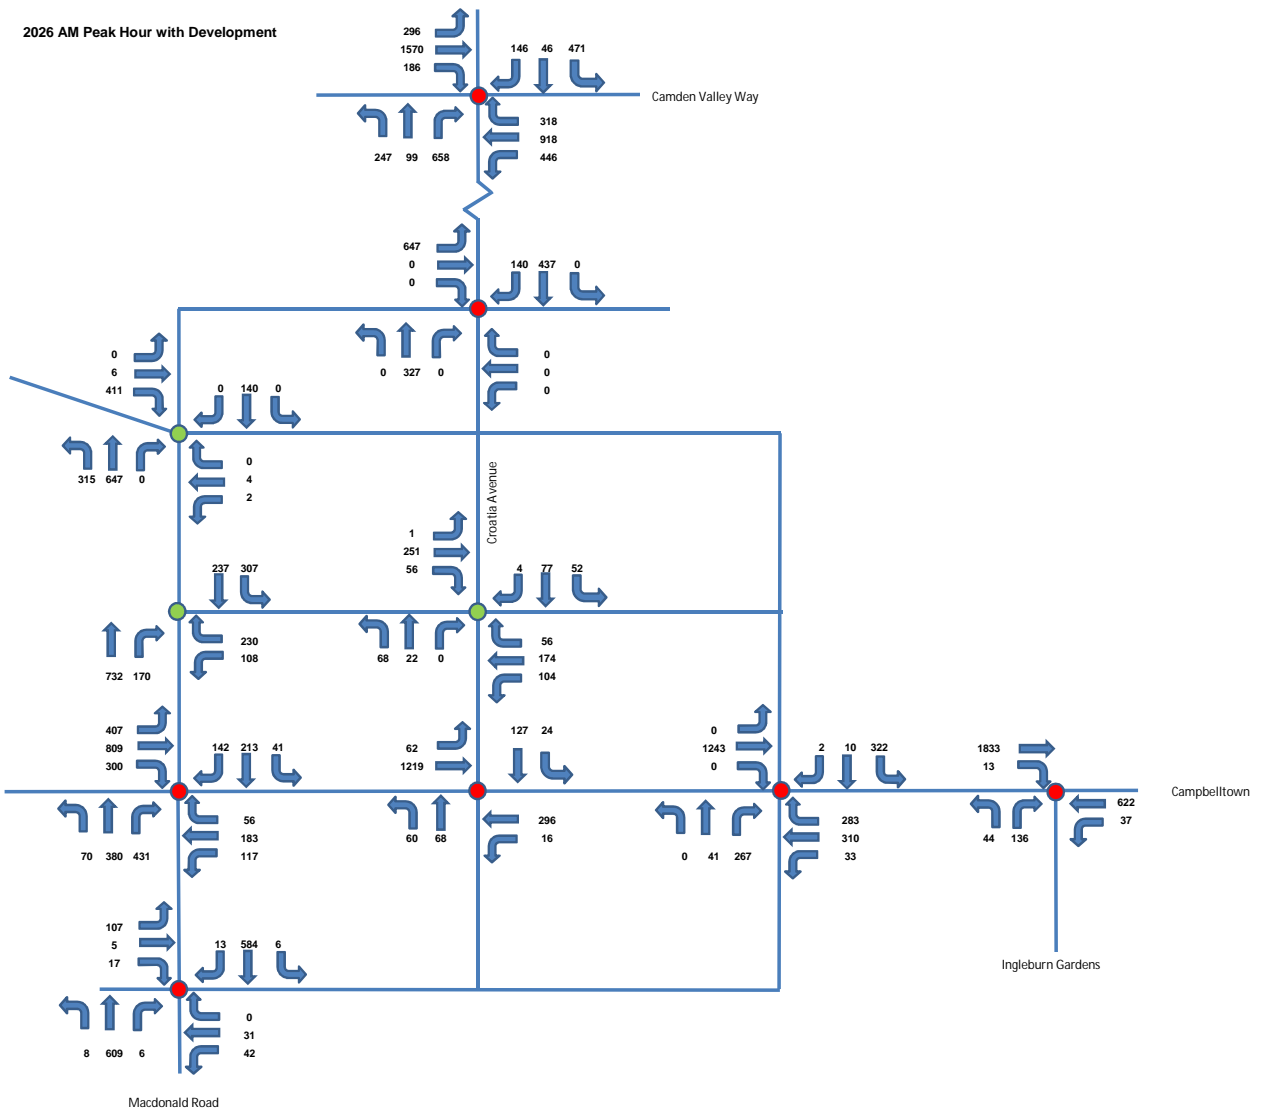 2026 AM Peak Hour with Development
296
1570
186
146 46 471
Camden Valley Way
318
918
446
247 99 658
647
0
0
140 437 0
0 327 0
0
0
0
0
6
411
0 140 0
315 647 0
0
4
2
Croatia Avenue
1
251
56
4 77 52
237 307
230
108
732 170
68 22 0
56
174
104
407
809
300
142 213 41
62
1219
127 24
0
1243
0
2 10 322
1833
13
Campbelltown
622
37
56
183
117
70 380 431
296
16
60 68
283
310
33
0 41 267
44 136
107
5
17
13 584 6
Ingleburn Gardens
0
31
42
8 609 6
Macdonald Road